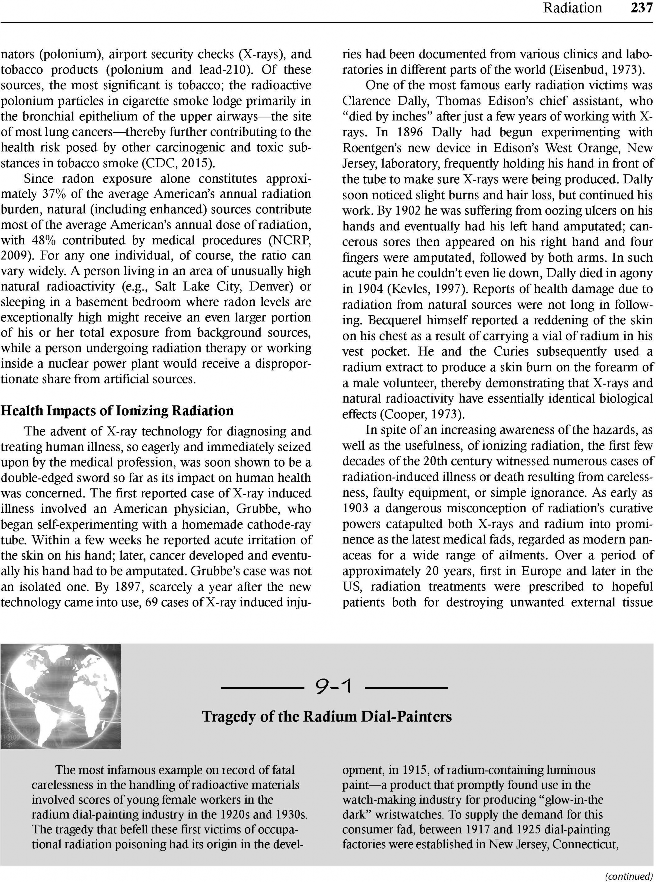 Radiation 237
nators (polonium), airport security checks (X-rays), and
tobacco products (polonium and lead-210). Of these
sources, the most significant is tobacco; the radioactive
polonium particles in cigarette smoke lodge primarily in
the bronchial epithelium of the upper airways—the site
of most lung cancers—thereby further contributing to the
health risk posed by other carcinogenic and toxic sub-
stances in tobacco smoke (CDC, 2015).
Since radon exposure alone constitutes approxi-
mately 37% of the average American's annual radiation
burden, natural (including enhanced) sources contribute
most of the average American's annual dose of radiation,
with 48% contributed by medical procedures (NCRP,
2009). For any one individual, of course, the ratio can
vary widely. A person living in an area of unusually high
natural radioactivity (e.g., Salt Lake City, Denver) or
sleeping in a basement bedroom where radon levels are
exceptionally high might receive an even larger portion
of his or her total exposure from background sources,
while a person undergoing radiation therapy or working
inside a nuclear power plant would receive a dispropor-
tionate share from artificial sources.
Health Impacts of Ionizing Radiation
The advent of X-ray technology for diagnosing and
treating human illness, so eagerly and immediately seized
upon by the medical profession, was soon shown to be a
double-edged sword so far as its impact on human health
was concerned. The first reported case of X-ray induced
illness involved an American physician, Grubbe, who
began self-experimenting with a homemade cathode-ray
tube. Within a few weeks he reported acute irritation of
the skin on his hand; later, cancer developed and eventu-
ally his hand had to be amputated. Grubbe's case was not
an isolated one. By 1897, scarcely a year after the new
technology came into use, 69 cases of X-ray induced inju-
ries had been documented from various clinics and labo-
ratories in different parts of the world (Eisenbud, 1973).
One of the most famous early radiation victims was
Clarence Dally, Thomas Edison's chief assistant, who
"died by inches" after just a few years of working with X-
rays. In 1896 Dally had begun experimenting with
Roentgen's new device in Edison's West Orange, New
Jersey, laboratory, frequently holding his hand in front of
the tube to make sure X-rays were being produced. Dally
soon noticed slight burns and hair loss, but continued his
work. By 1902 he was suffering from oozing ulcers on his
hands and eventually had his left hand amputated; can-
cerous sores then appeared on his right hand and four
fingers were amputated, followed by both arms. In such
acute pain he couldn't even lie down, Dally died in agony
in 1904 (Kevles, 1997). Reports of health damage due to
radiation from natural sources were not long in follow-
ing. Becquerel himself reported a reddening of the skin
on his chest as a result of carrying a vial of radium in his
vest pocket. He and the Curies subsequently used a
radium extract to produce a skin burn on the forearm of
a male volunteer, thereby demonstrating that X-rays and
natural radioactivity have essentially identical biological
effects (Cooper, 1973).
In spite of an increasing awareness of the hazards, as
well as the usefulness, of ionizing radiation, the first few
decades of the 20th century witnessed numerous cases of
radiation-induced illness or death resulting from careless-
ness, faulty equipment, or simple ignorance. As early as
1903 a dangerous misconception of radiation's curative
powers catapulted both X-rays and radium into promi-
nence as the latest medical fads, regarded as modern pan-
aceas for a wide range of ailments. Over a period of
approximately 20 years, first in Europe and later in the
US, radiation treatments were prescribed to hopeful
patients both for destroying unwanted external tissue
9-1
Tragedy of the Radium Dial-Painters
The most infamous example on record of fatal
carelessness in the handling of radioactive materials
involved scores of young female workers in the
radium dial-painting industry in the 1920s and 1930s.
The tragedy that befell these first victims of occupa-
tional radiation poisoning had its origin in the devel-
opment, in 1915, of radium-containing luminous
paint—a product that promptly found use in the
watch-making industry for producing "glow-in-the
dark" wristwatches. To supply the demand for this
consumer fad, between 1917 and 1925 dial-painting
factories were established in New Jersey, Connecticut,
(continued)